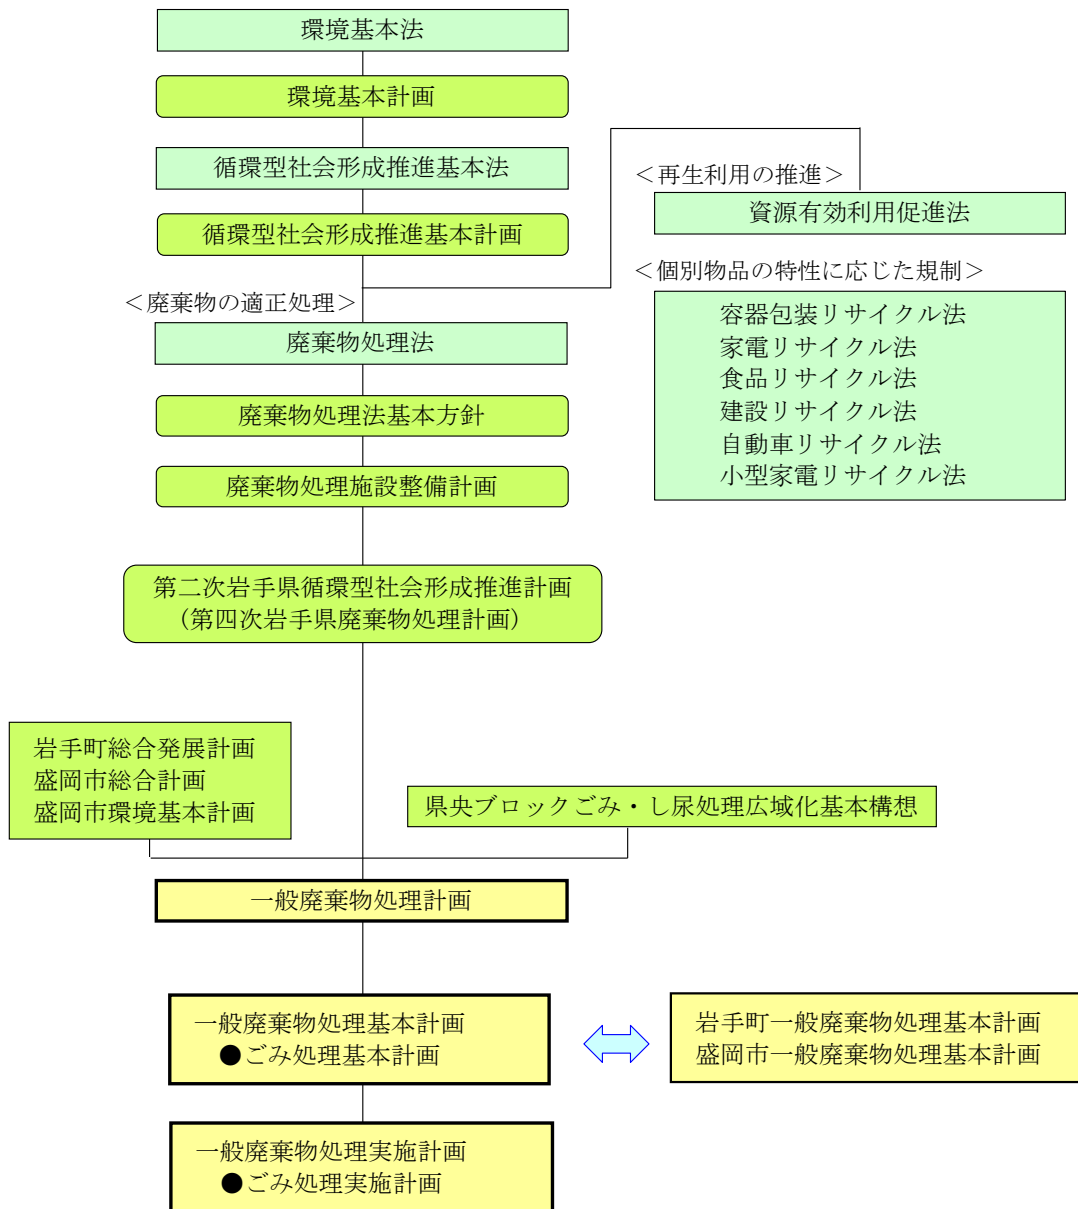 環境基本法
環境基本計画
循環型社会形成推進基本法
循環型社会形成推進基本計画
＜再生利用の推進＞
資源有効利用促進法
＜個別物品の特性に応じた規制＞
容器包装リサイクル法
家電リサイクル法
食品リサイクル法
建設リサイクル法
自動車リサイクル法
小型家電リサイクル法
＜廃棄物の適正処理＞
廃棄物処理法
廃棄物処理法基本方針
廃棄物処理施設整備計画
第二次岩手県循環型社会形成推進計画
（第四次岩手県廃棄物処理計画）
岩手町総合発展計画
盛岡市総合計画
盛岡市環境基本計画
県央ブロックごみ・し尿処理広域化基本構想
一般廃棄物処理計画
一般廃棄物処理基本計画
●ごみ処理基本計画
岩手町一般廃棄物処理基本計画
盛岡市一般廃棄物処理基本計画
一般廃棄物処理実施計画
●ごみ処理実施計画